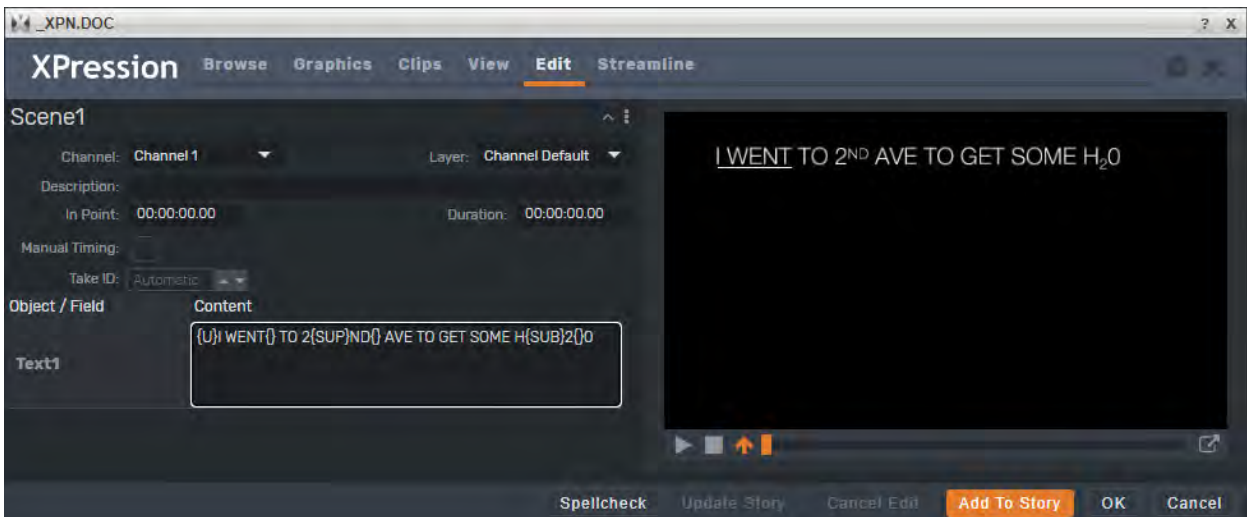 _XPN.DOC ? X
XPression Browse Graphics Clips View Edit Streamline
Scene1
Channel: Channel 1 Layer: Channel Default
Description:
In Point: 00:00:00.00 Duration: 00:00:00.00
Manual Timing:
Take ID: Automatic
Object / Field Content
Text1 {U}I WENT{} TO 2{SUP}ND{} AVE TO GET SOME H{SUB}2{}0
I WENT TO 2ᴺᴰ AVE TO GET SOME H₂0
Spellcheck Update Story Cancel Edit Add To Story OK Cancel